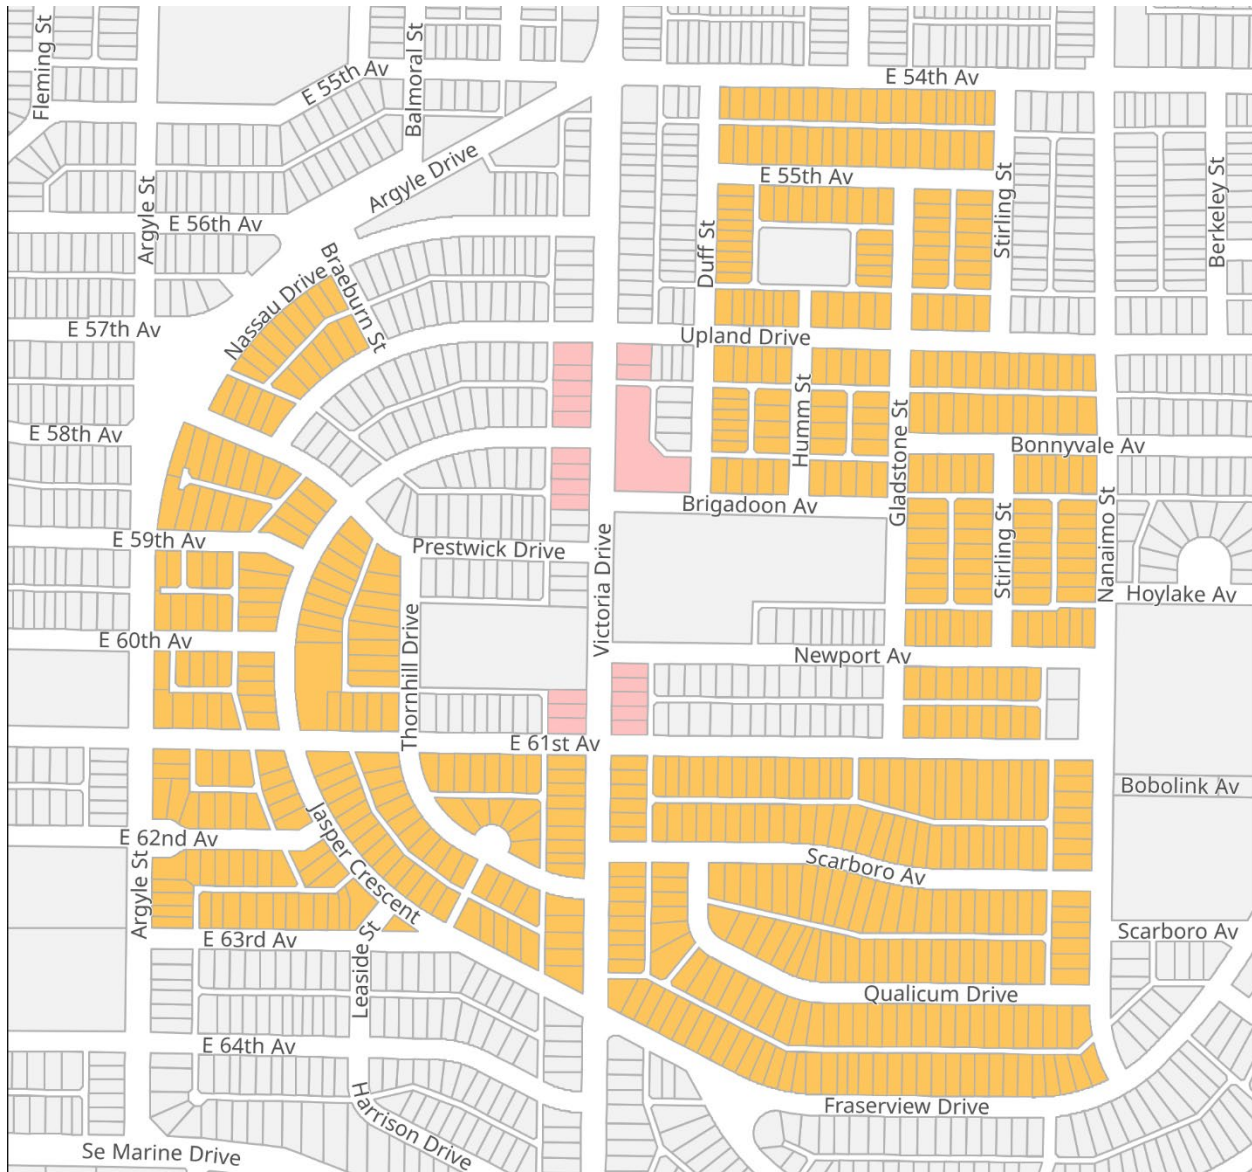 Fleming St
E 55th Av
Balmoral St
E 54th Av
Argyle Drive
E 55th Av
Argyle St
E 56th Av
Stirling St
Berkeley St
Duff St
Braeburn St
Nassau Drive
E 57th Av
Upland Drive
E 58th Av
Humm St
Gladstone St
Bonnyvale Av
Brigadoon Av
E 59th Av
Prestwick Drive
Victoria Drive
Stirling St
Nanaimo St
Hoylake Av
E 60th Av
Thornhill Drive
Newport Av
E 61st Av
Bobolink Av
Jasper Crescent
E 62nd Av
Scarboro Av
Argyle St
E 63rd Av
Leaside St
Scarboro Av
Qualicum Drive
E 64th Av
Harrison Drive
Fraserview Drive
Se Marine Drive